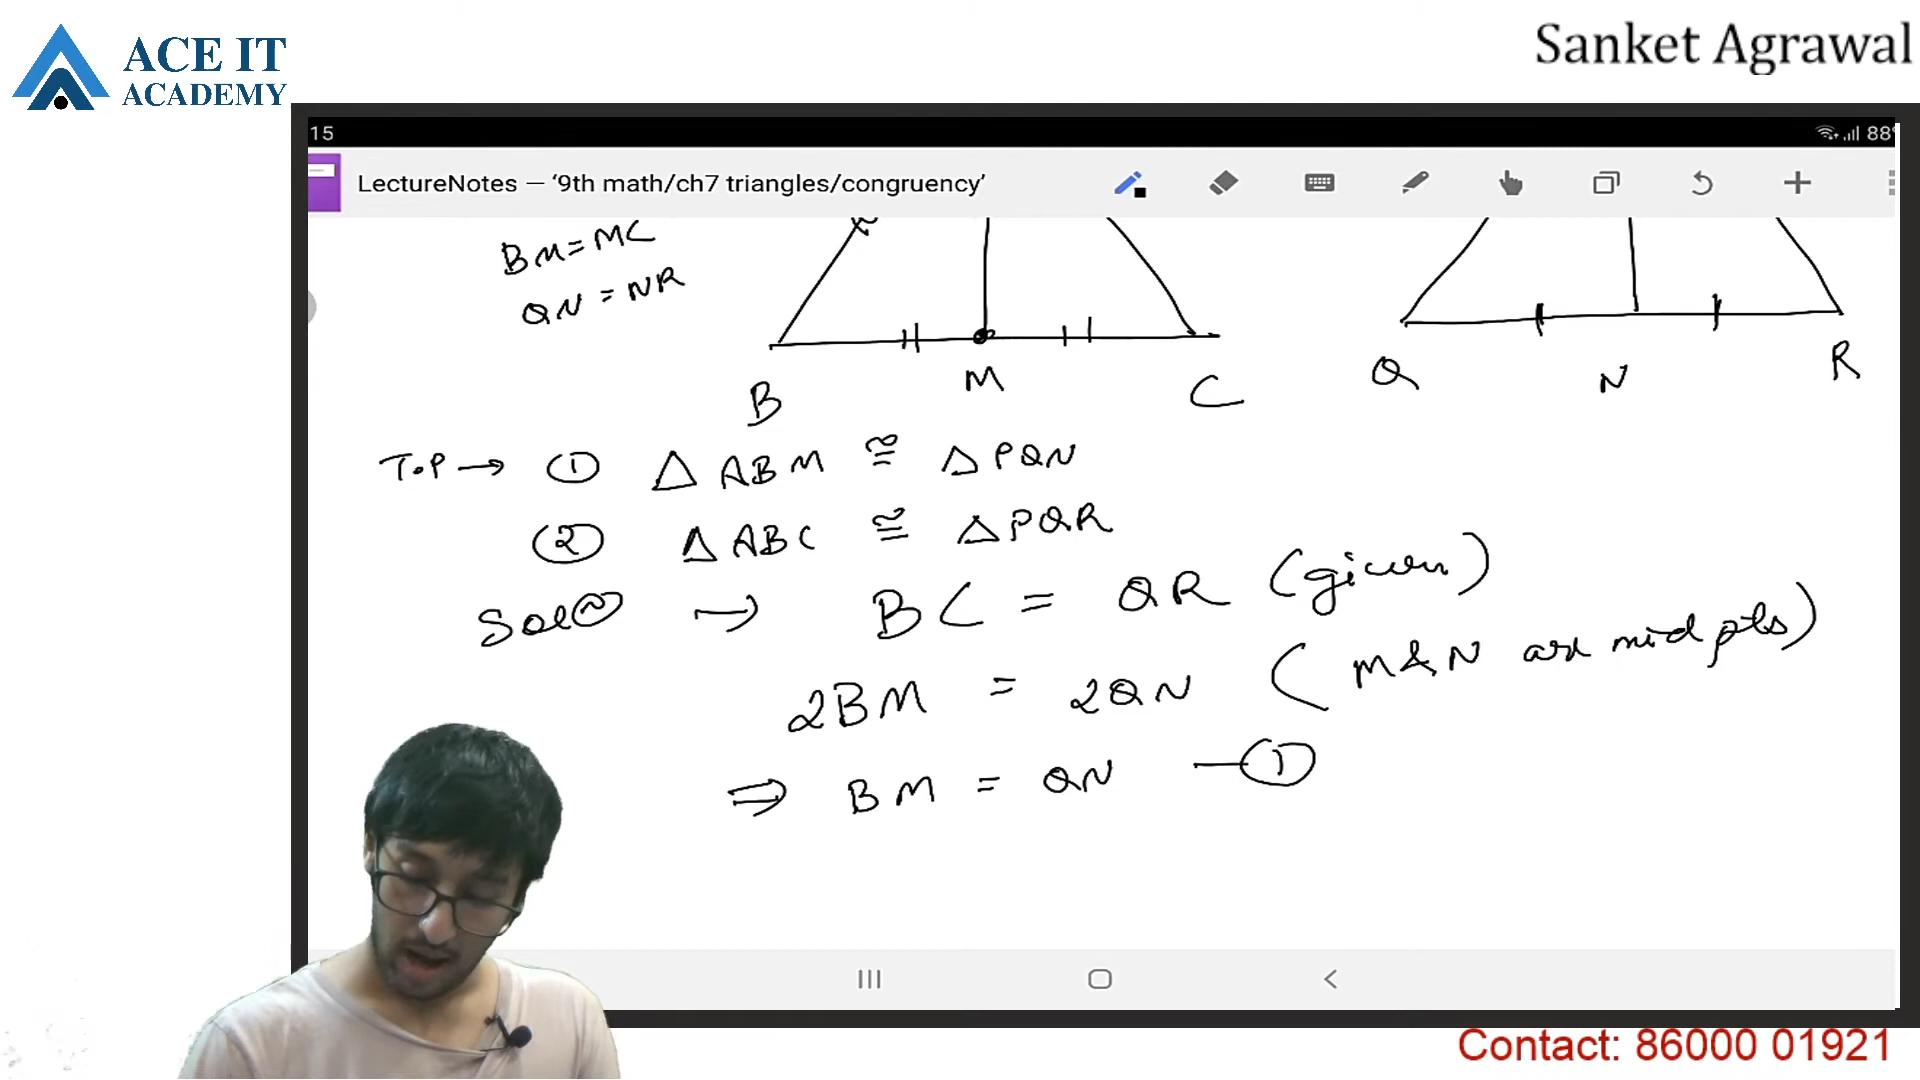 ACE IT
ACADEMY
Sanket Agrawal
15
88%
LectureNotes — ‘9th math/ch7 triangles/congruency’
BM = MC
QN = NR
B M C
Q N R
T.P → ① △ ABM ≅ △ PQN
② △ ABC ≅ △ PQR
Solⁿ → BC = QR (given)
2BM = 2QN (M & N are mid pts)
⇒ BM = QN — ①
Contact: 86000 01921